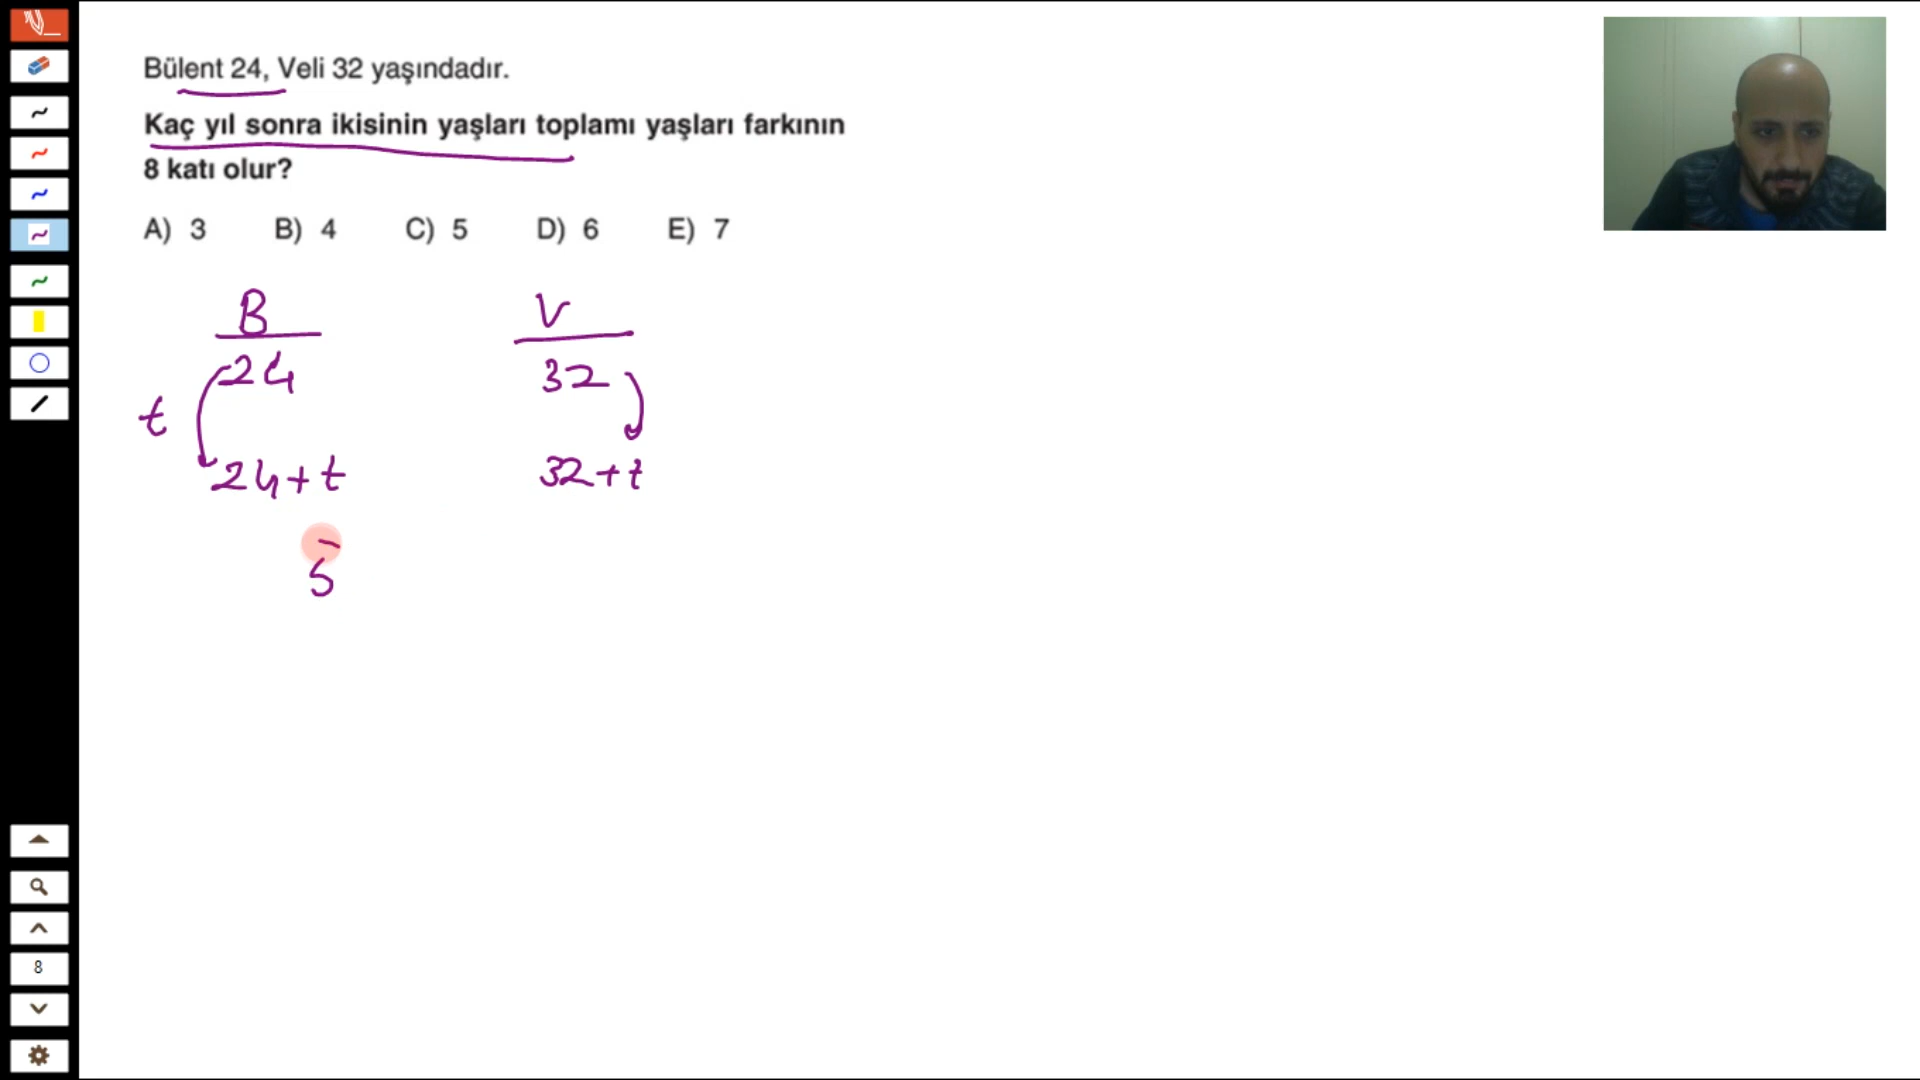 Bülent 24, Veli 32 yaşındadır.
Kaç yıl sonra ikisinin yaşları toplamı yaşları farkının
8 katı olur?
A) 3 B) 4 C) 5 D) 6 E) 7
B V
24 32
t
24+t 32+t
5
8